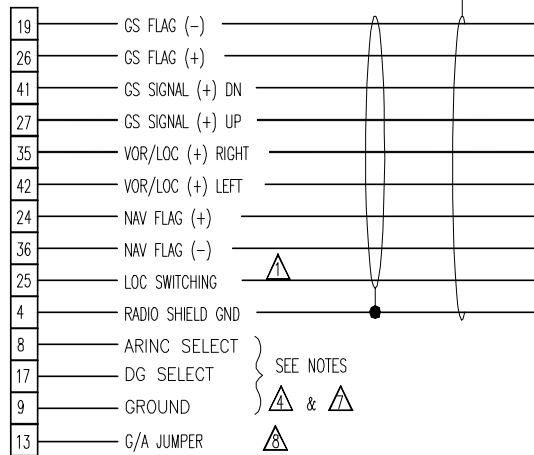 19 GS FLAG (-)
26 GS FLAG (+)
41 GS SIGNAL (+) DN
27 GS SIGNAL (+) UP
35 VOR/LOC (+) RIGHT
42 VOR/LOC (+) LEFT
24 NAV FLAG (+)
36 NAV FLAG (-)
25 LOC SWITCHING 1
4 RADIO SHIELD GND
8 ARINC SELECT
17 DG SELECT SEE NOTES
9 GROUND 4 & 7
13 G/A JUMPER 8